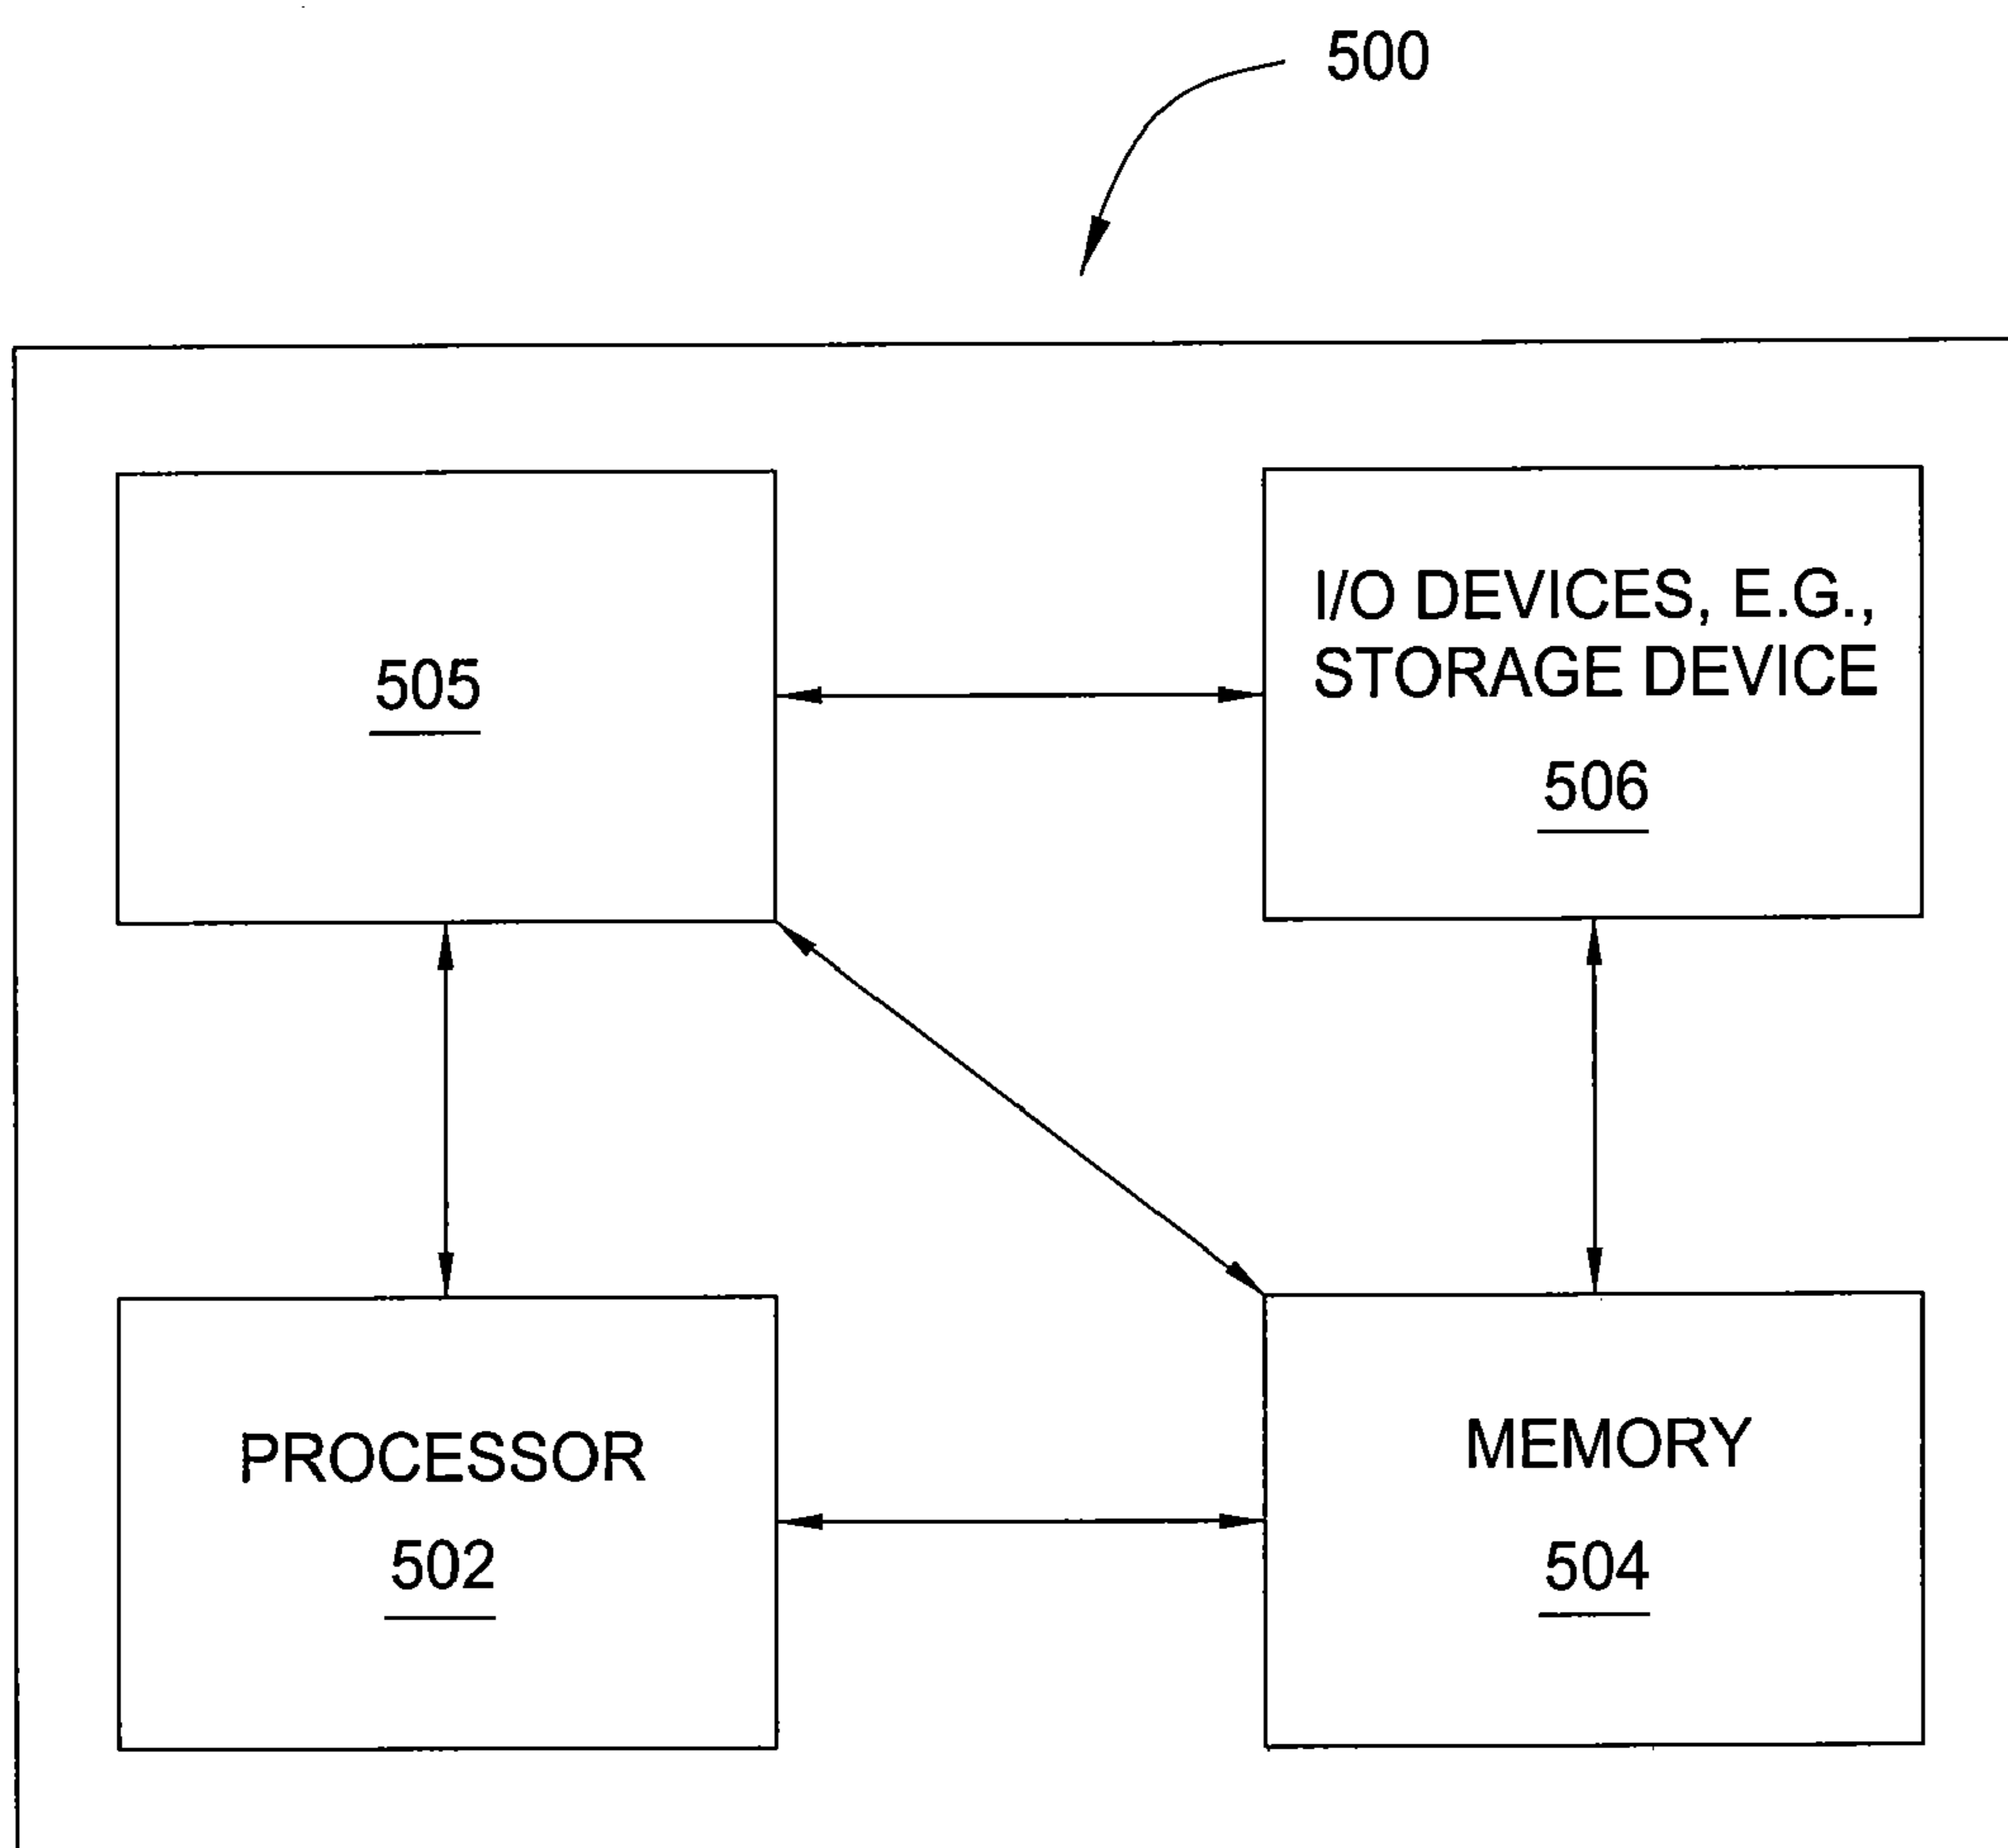 500
505
I/O DEVICES, E.G.,
STORAGE DEVICE
506
PROCESSOR
502
MEMORY
504